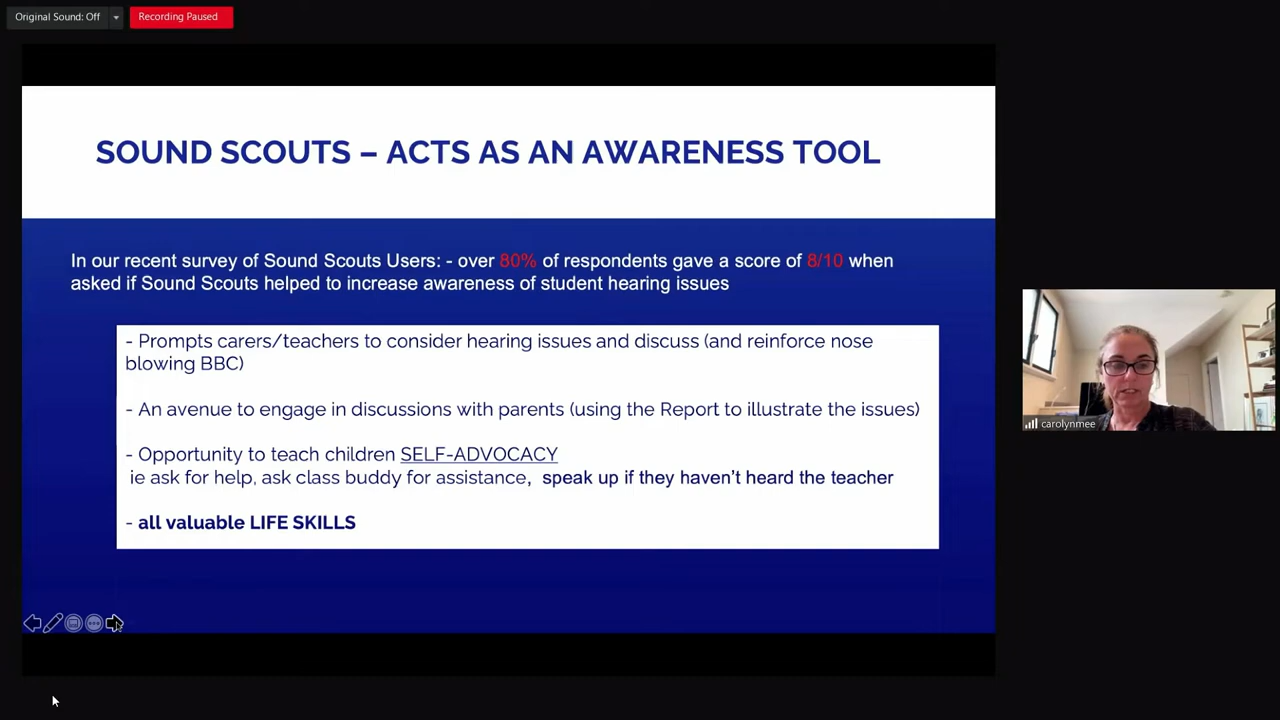 Original Sound: Off
Recording Paused
SOUND SCOUTS – ACTS AS AN AWARENESS TOOL
In our recent survey of Sound Scouts Users: - over 80% of respondents gave a score of 8/10 when
asked if Sound Scouts helped to increase awareness of student hearing issues
- Prompts carers/teachers to consider hearing issues and discuss (and reinforce nose
blowing BBC)
- An avenue to engage in discussions with parents (using the Report to illustrate the issues)
- Opportunity to teach children SELF-ADVOCACY
ie ask for help, ask class buddy for assistance, speak up if they haven't heard the teacher
- all valuable LIFE SKILLS
carolynmee